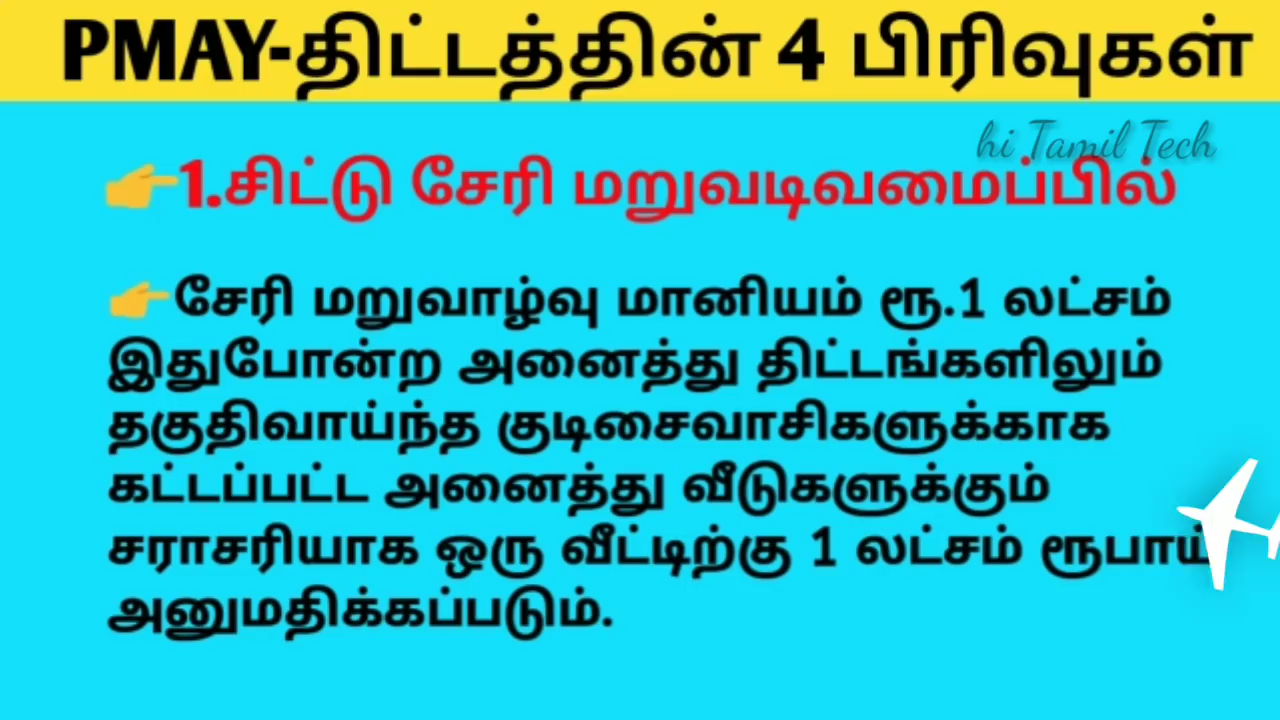 PMAY-திட்டத்தின் 4 பிரிவுகள்
hi Tamil Tech
👉1.சிட்டு சேரி மறுவடிவமைப்பில்
👉சேரி மறுவாழ்வு மானியம் ரூ.1 லட்சம்
இதுபோன்ற அனைத்து திட்டங்களிலும்
தகுதிவாய்ந்த குடிசைவாசிகளுக்காக
கட்டப்பட்ட அனைத்து வீடுகளுக்கும்
சராசரியாக ஒரு வீட்டிற்கு 1 லட்சம் ரூபாய்
அனுமதிக்கப்படும்.